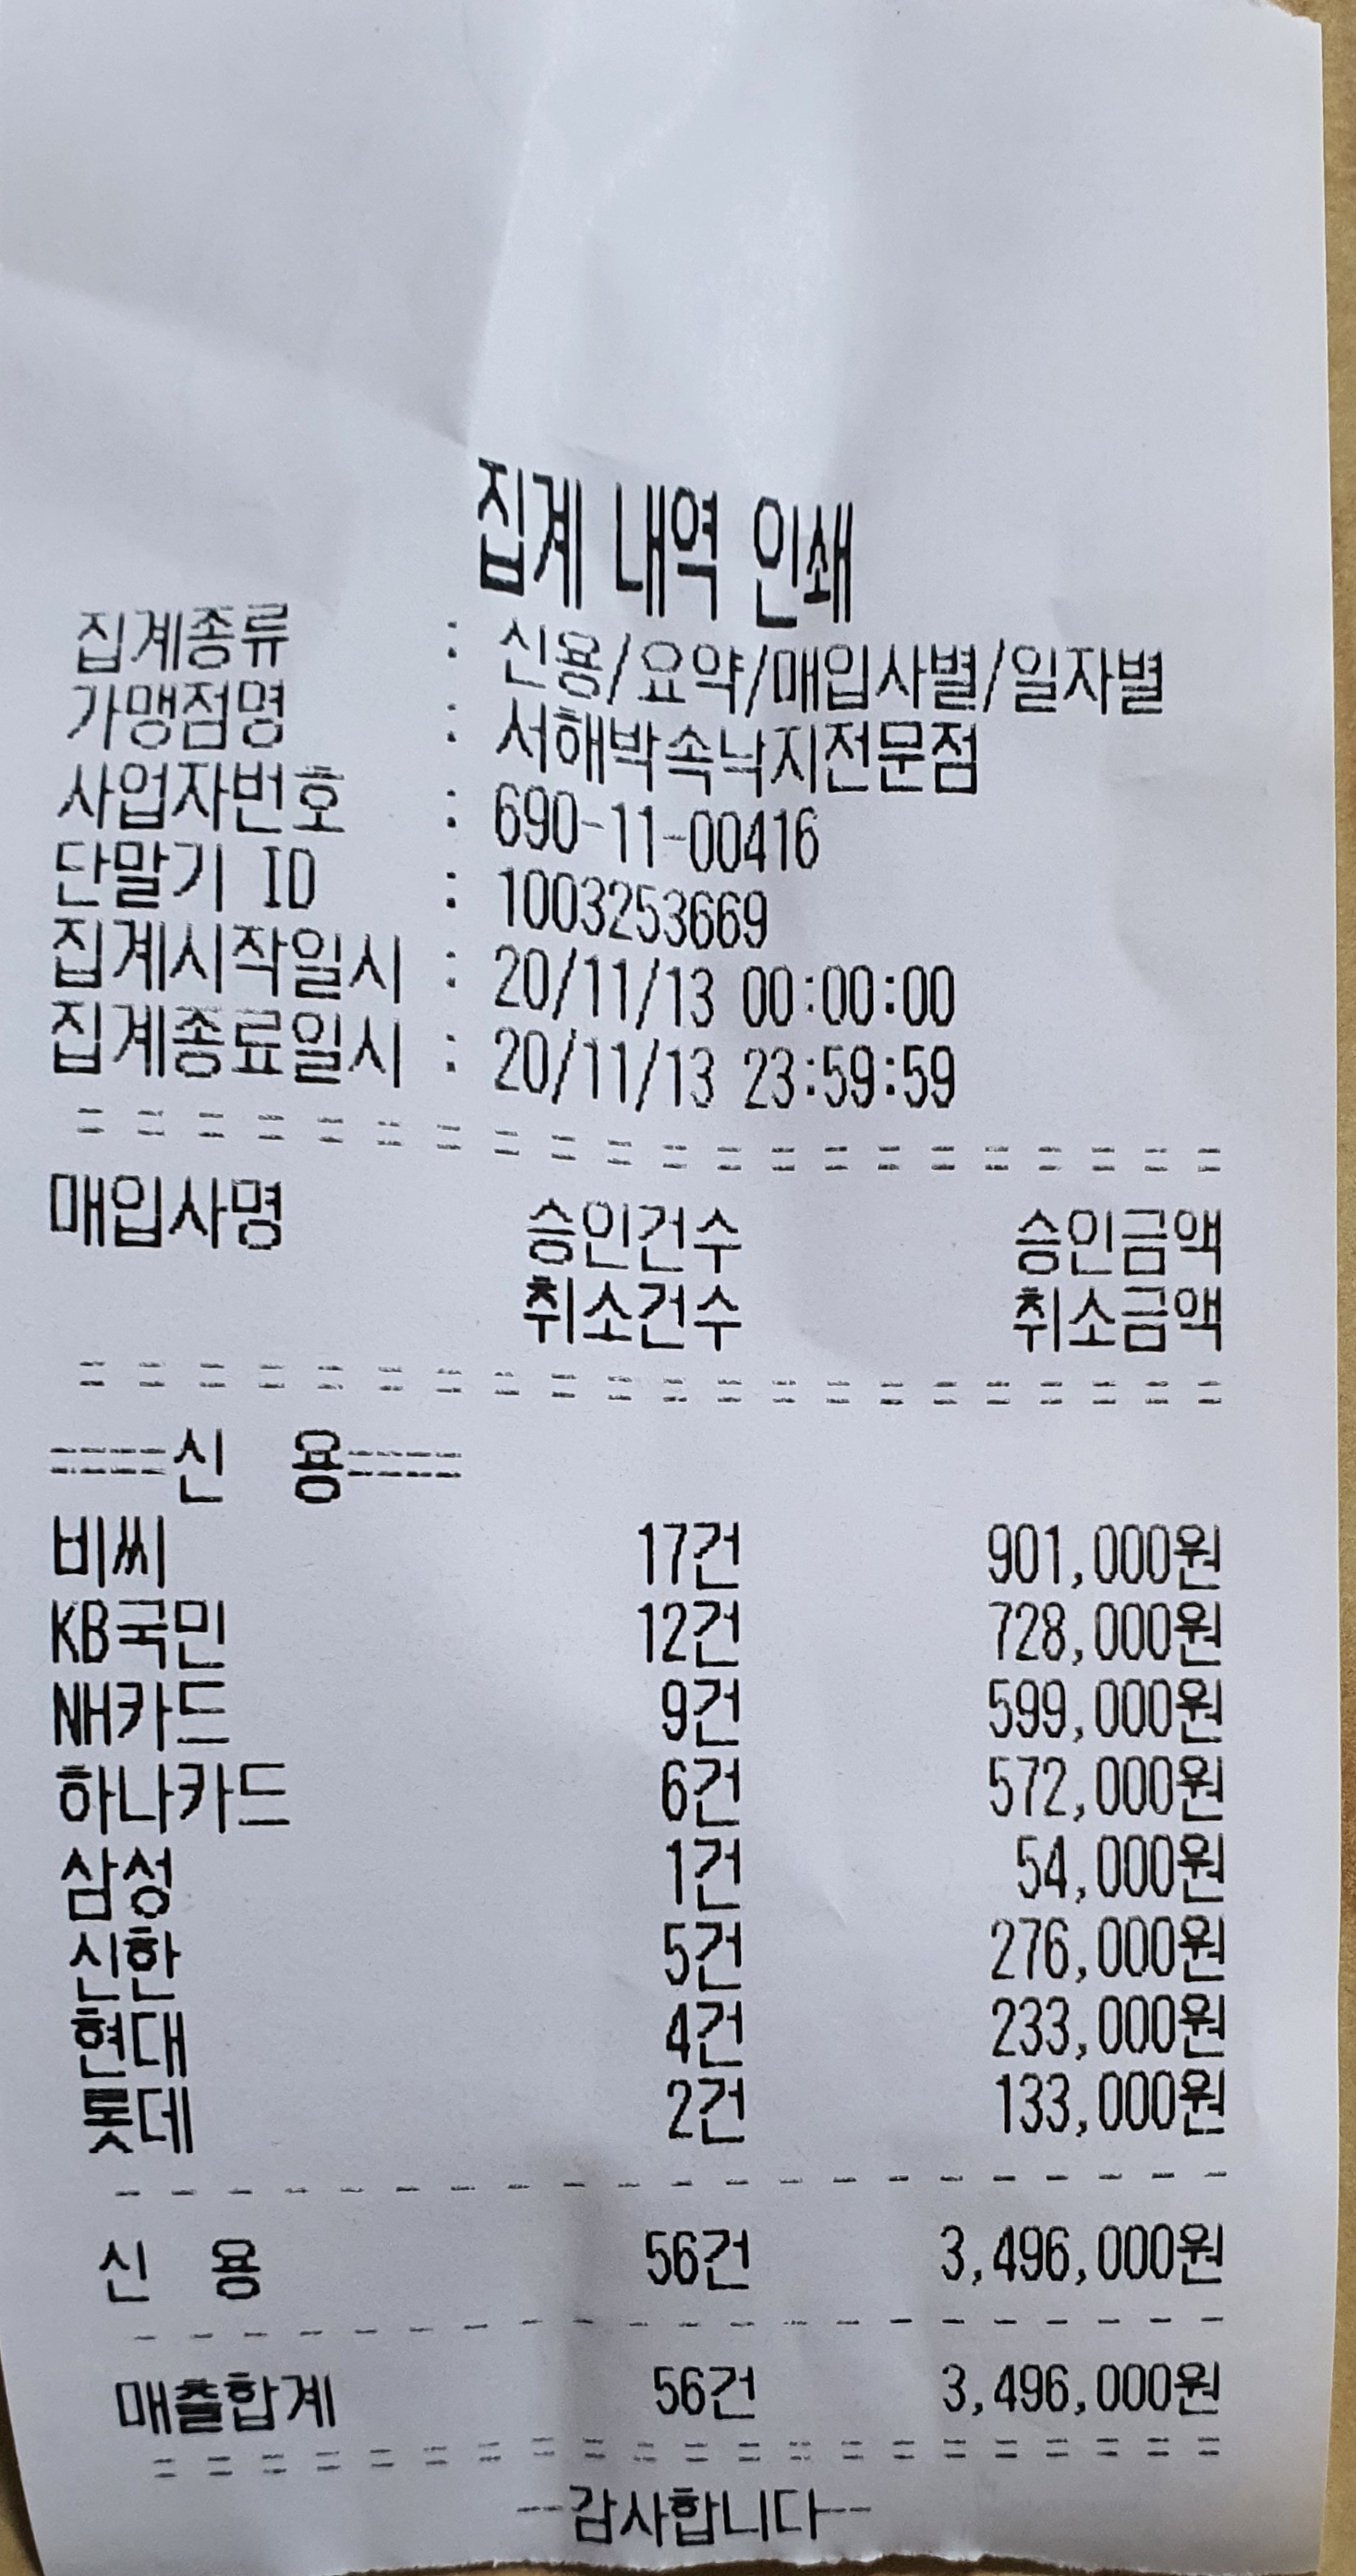 집계 내역 인쇄
집계종류 : 신용/요약/매입사별/일자별
가맹점명 : 서해박속낙지전문점
사업자번호 : 690-11-00416
단말기 ID : 1003253669
집계시작일시 : 20/11/13 00:00:00
집계종료일시 : 20/11/13 23:59:59
= = = = = = = = = = = = = = = = = = = = =
매입사명 승인건수 승인금액
취소건수 취소금액
= = = = = = = = = = = = = = = = = = = = =
====신 용====
비씨 17건 901,000원
KB국민 12건 728,000원
NH카드 9건 599,000원
하나카드 6건 572,000원
삼성 1건 54,000원
신한 5건 276,000원
현대 4건 233,000원
롯데 2건 133,000원
- - - - - - - - - - - - - - - - - - - - -
신 용 56건 3,496,000원
- - - - - - - - - - - - - - - - - - - - -
매출합계 56건 3,496,000원
= = = = = = = = = = = = = = = = = = = = =
--감사합니다--